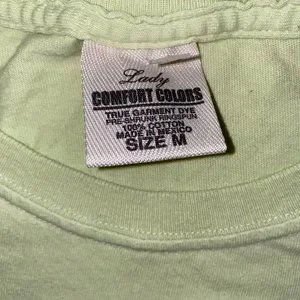 Lady
COMFORT COLORS
TRUE GARMENT DYE
PRE-SHRUNK RINGSPUN
100% COTTON
MADE IN MEXICO
SIZE M